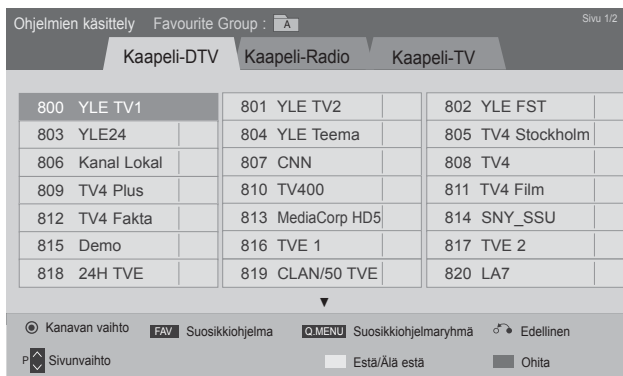 Ohjelmien käsittely Favourite Group : A Sivu 1/2
Kaapeli-DTV Kaapeli-Radio Kaapeli-TV
800 YLE TV1 801 YLE TV2 802 YLE FST
803 YLE24 804 YLE Teema 805 TV4 Stockholm
806 Kanal Lokal 807 CNN 808 TV4
809 TV4 Plus 810 TV400 811 TV4 Film
812 TV4 Fakta 813 MediaCorp HD5 814 SNY_SSU
815 Demo 816 TVE 1 817 TVE 2
818 24H TVE 819 CLAN/50 TVE 820 LA7
Kanavan vaihto FAV Suosikkiohjelma Q.MENU Suosikkiohjelmaryhmä Edellinen
P Sivunvaihto Estä/Älä estä Ohita